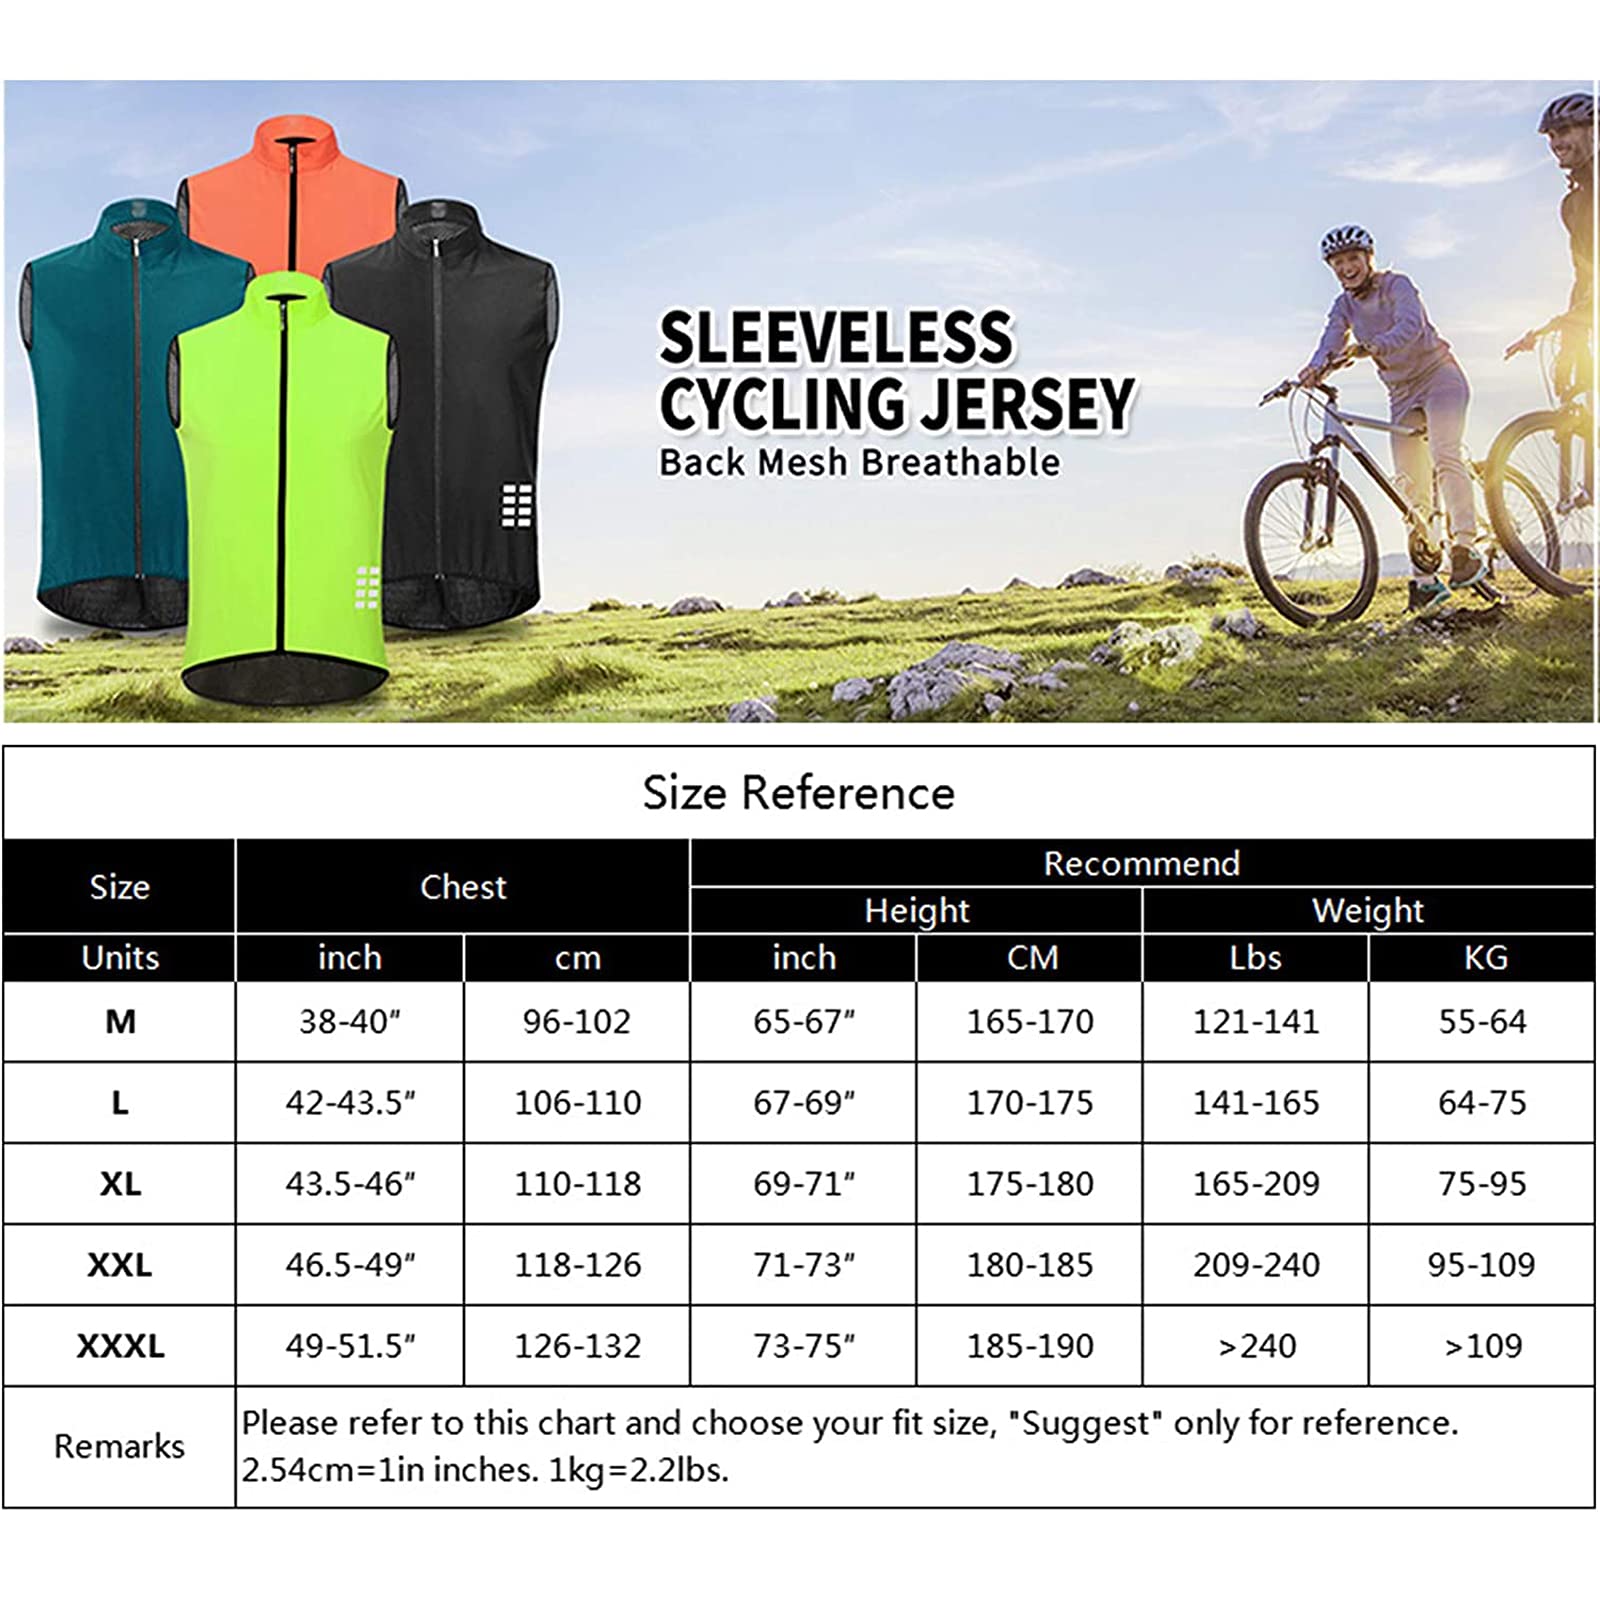 SLEEVELESS
CYCLING JERSEY
Back Mesh Breathable
Size Reference
Size Chest Recommend
Height Weight
Units inch cm inch CM Lbs KG
M 38-40" 96-102 65-67" 165-170 121-141 55-64
L 42-43.5" 106-110 67-69" 170-175 141-165 64-75
XL 43.5-46" 110-118 69-71" 175-180 165-209 75-95
XXL 46.5-49" 118-126 71-73" 180-185 209-240 95-109
XXXL 49-51.5" 126-132 73-75" 185-190 >240 >109
Remarks
Please refer to this chart and choose your fit size, "Suggest" only for reference.
2.54cm=1in inches. 1kg=2.2lbs.